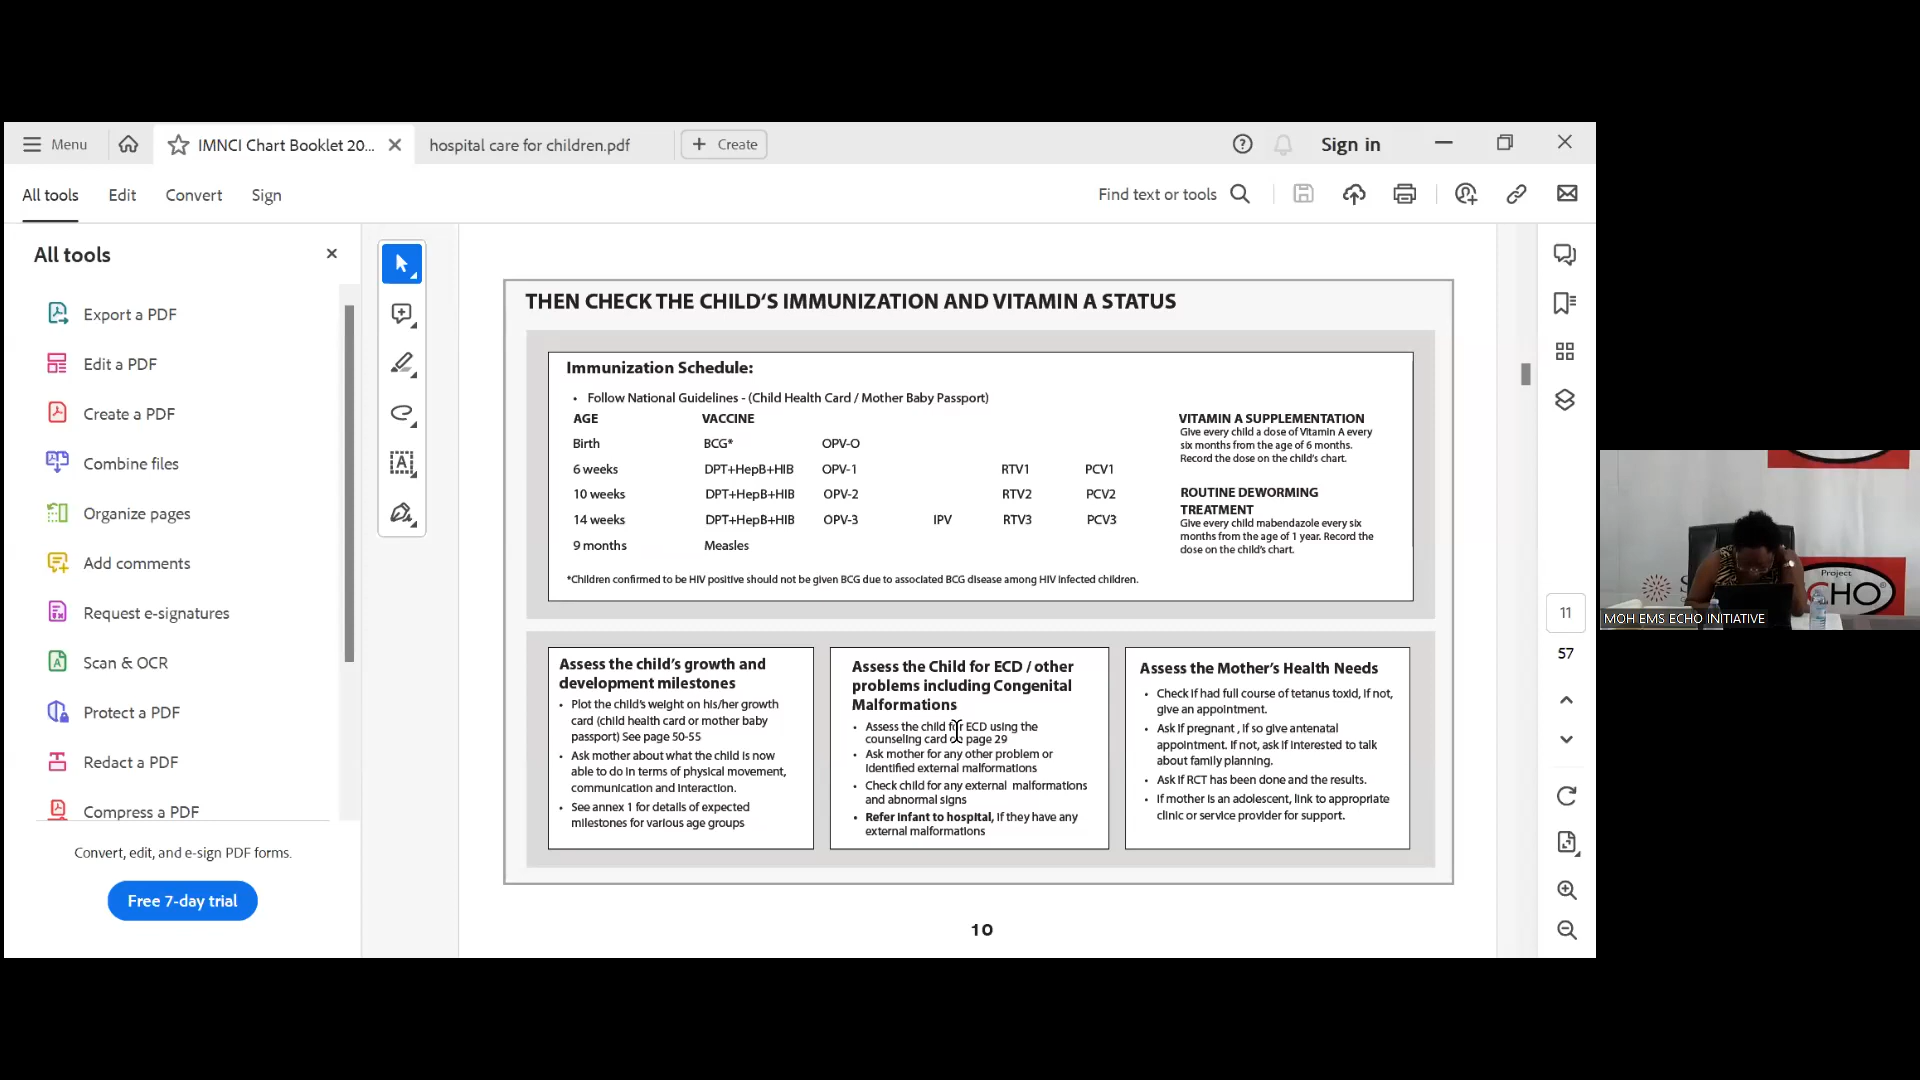 Menu
IMNCI Chart Booklet 20...
hospital care for children.pdf
Create
Sign in
All tools
Edit
Convert
Sign
Find text or tools
All tools
Export a PDF
Edit a PDF
Create a PDF
Combine files
Organize pages
Add comments
Request e-signatures
Scan & OCR
Protect a PDF
Redact a PDF
Compress a PDF
Convert, edit, and e-sign PDF forms.
Free 7-day trial
THEN CHECK THE CHILD'S IMMUNIZATION AND VITAMIN A STATUS
Immunization Schedule:
• Follow National Guidelines - (Child Health Card / Mother Baby Passport)
AGE VACCINE
Birth BCG* OPV-O
6 weeks DPT+HepB+HIB OPV-1 RTV1 PCV1
10 weeks DPT+HepB+HIB OPV-2 RTV2 PCV2
14 weeks DPT+HepB+HIB OPV-3 IPV RTV3 PCV3
9 months Measles
*Children confirmed to be HIV positive should not be given BCG due to associated BCG disease among HIV infected children.
VITAMIN A SUPPLEMENTATION
Give every child a dose of Vitamin A every
six months from the age of 6 months.
Record the dose on the child's chart.
ROUTINE DEWORMING
TREATMENT
Give every child mabendazole every six
months from the age of 1 year. Record the
dose on the child's chart.
Assess the child's growth and
development milestones
• Plot the child's weight on his/her growth
card (child health card or mother baby
passport) See page 50-55
• Ask mother about what the child is now
able to do in terms of physical movement,
communication and interaction.
• See annex 1 for details of expected
milestones for various age groups
Assess the Child for ECD / other
problems including Congenital
Malformations
• Assess the child for ECD using the
counseling card page 29
• Ask mother for any other problem or
identified external malformations
• Check child for any external malformations
and abnormal signs
• Refer infant to hospital, if they have any
external malformations
Assess the Mother's Health Needs
• Check if had full course of tetanus toxid, if not,
give an appointment.
• Ask if pregnant , if so give antenatal
appointment. If not, ask if interested to talk
about family planning.
• Ask if RCT has been done and the results.
• If mother is an adolescent, link to appropriate
clinic or service provider for support.
10
11
57
Project
CHO
MOH EMS ECHO INITIATIVE